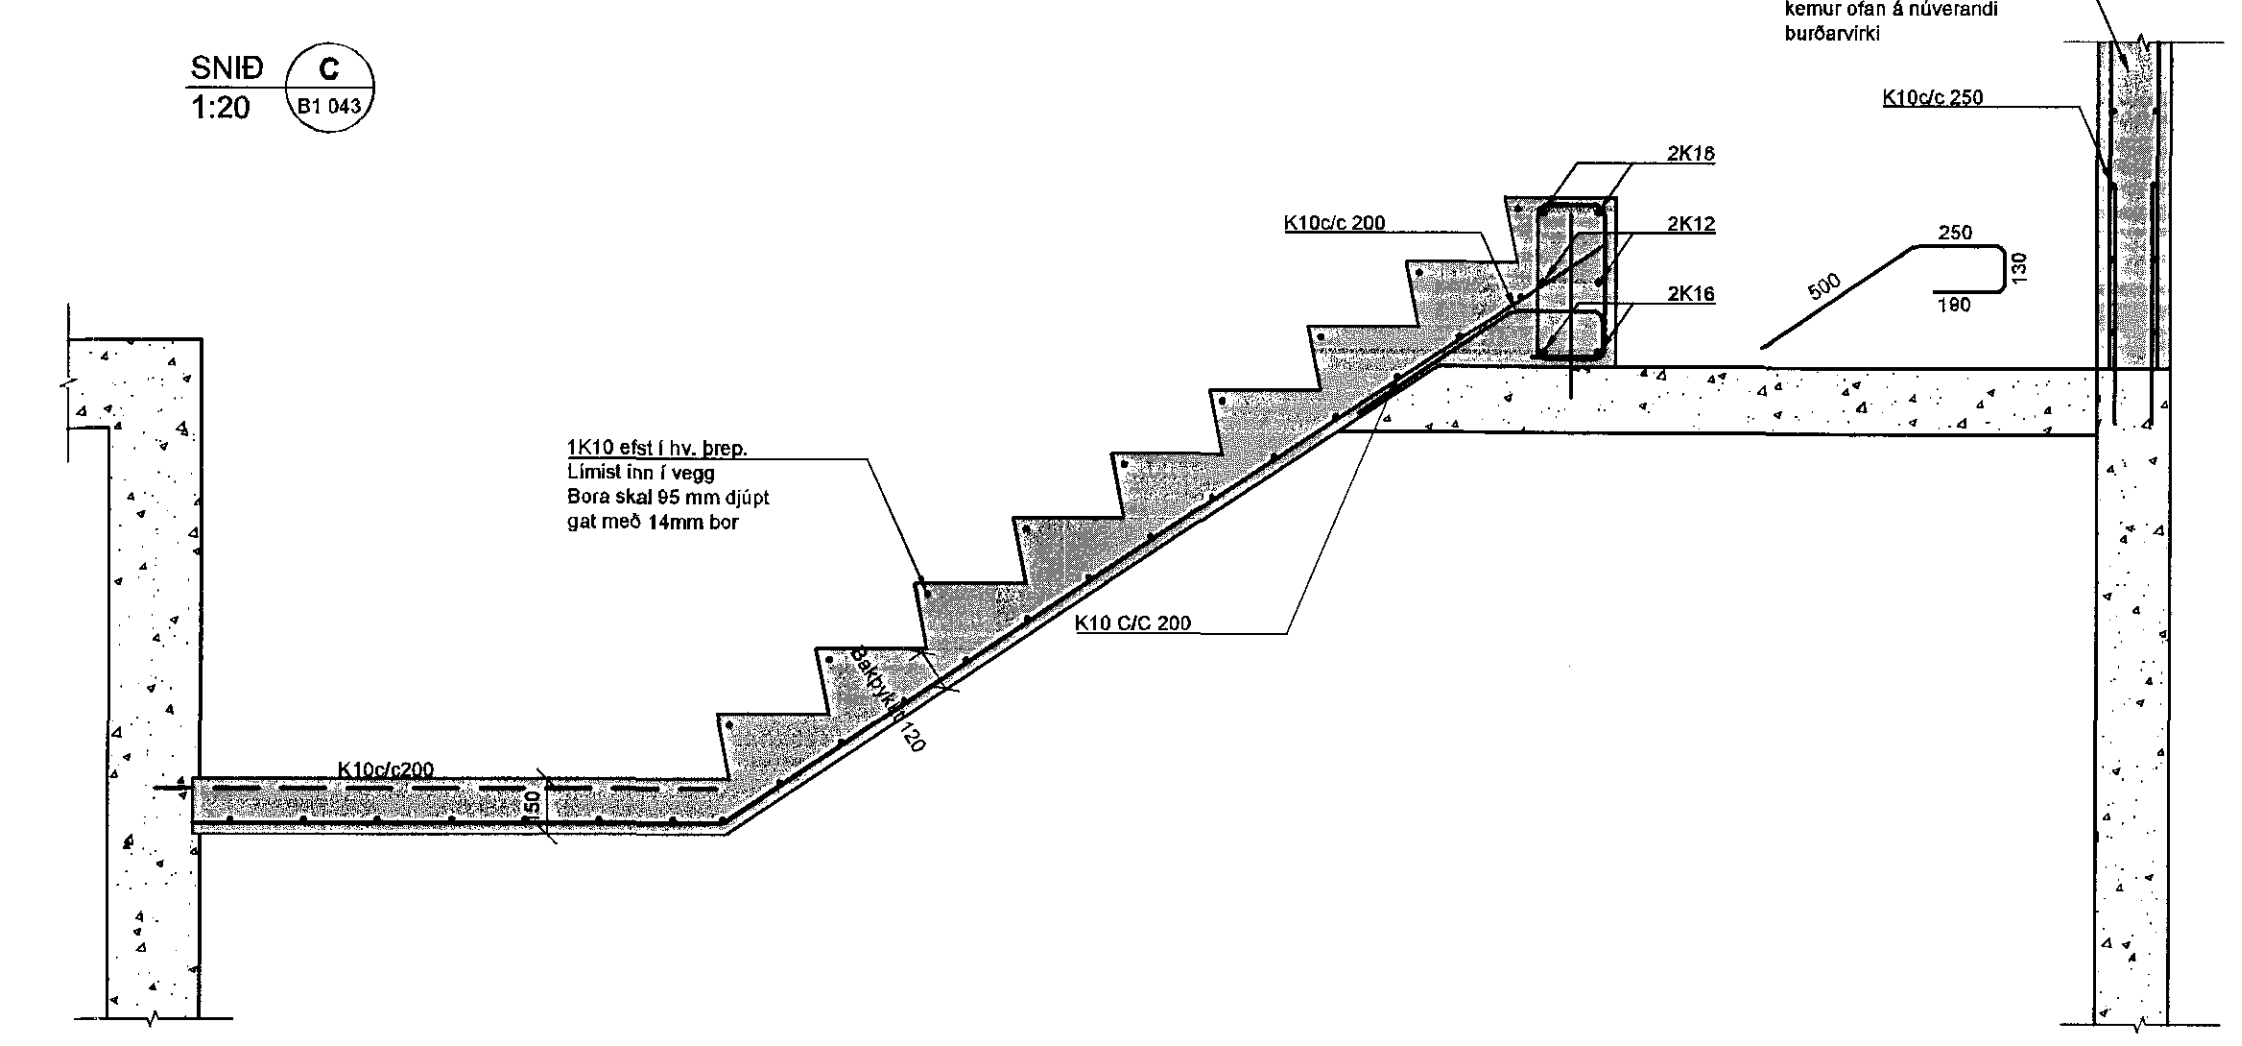 kemur ofan á núverandi
burðarvirki
SNIÐ
C
1:20
B1 043
K10c/c 250
2K16
K10c/c 200
2K12
2K16
250
130
500
190
1K10 efst í hv. þrep.
Límist inn í vegg
Bora skal 95 mm djúpt
gat með 14mm bor
K10 C/C 200
Bakþykkt 120
K10c/c200
150